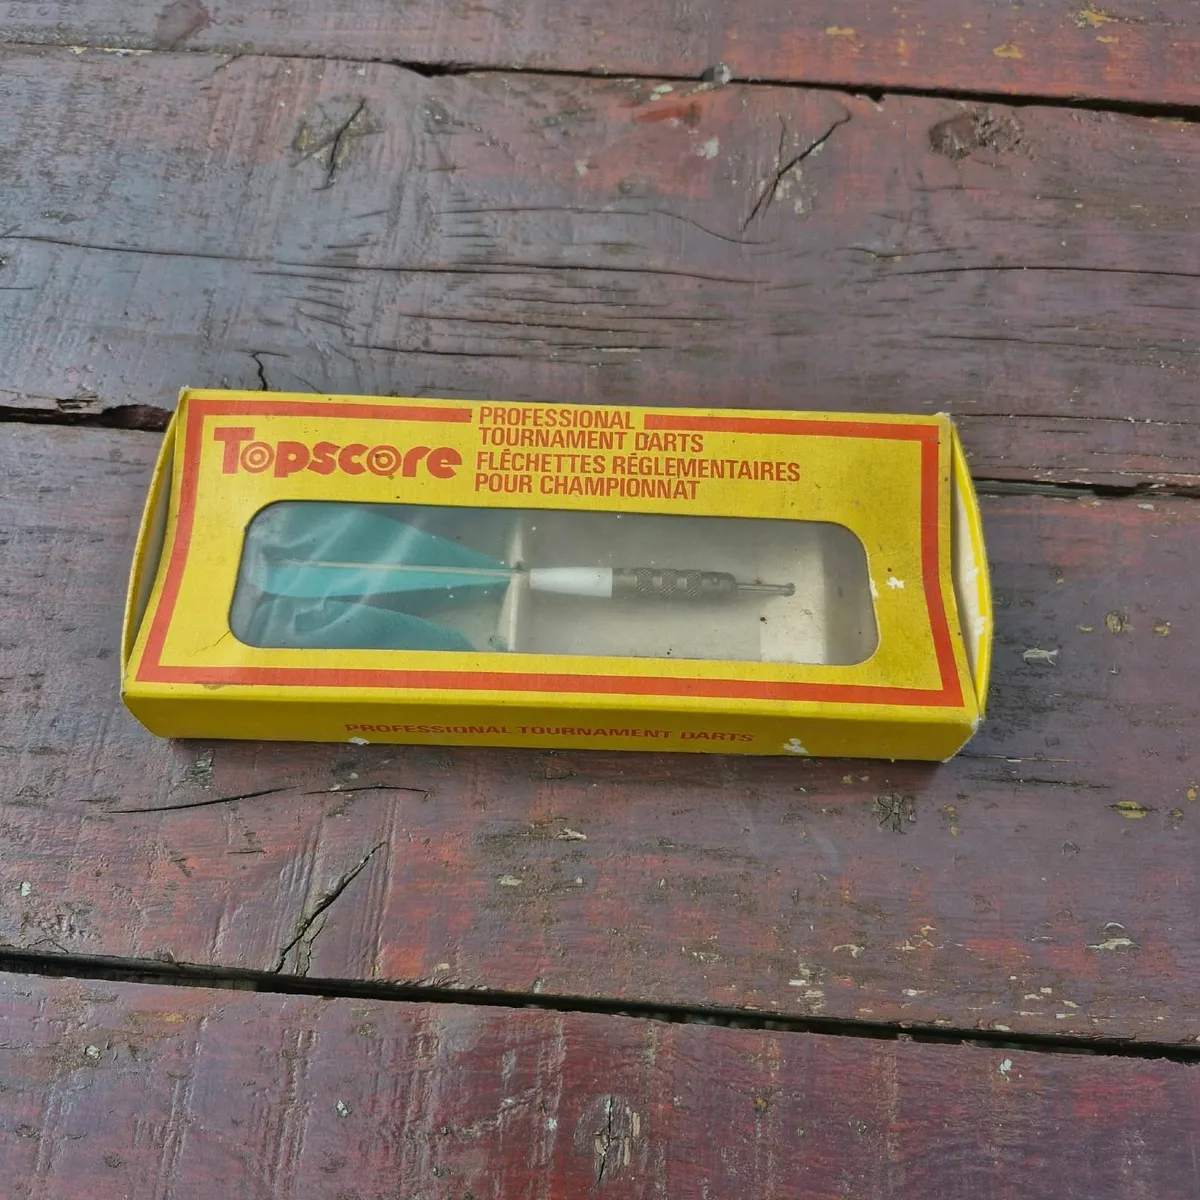 Topscore
PROFESSIONAL
TOURNAMENT DARTS
FLÉCHETTES RÉGLEMENTAIRES
POUR CHAMPIONNAT
PROFESSIONAL TOURNAMENT DARTS